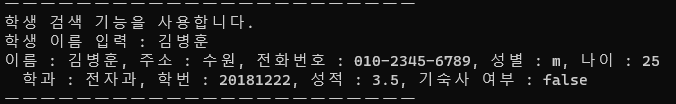 ㅡㅡㅡㅡㅡㅡㅡㅡㅡㅡㅡㅡㅡㅡㅡㅡㅡㅡㅡㅡㅡㅡㅡ
학생 검색 기능을 사용합니다.
학생 이름 입력 : 김병훈
이름 : 김병훈, 주소 : 수원, 전화번호 : 010-2345-6789, 성별 : m, 나이 : 25
학과 : 전자과, 학번 : 20181222, 성적 : 3.5, 기숙사 여부 : false
ㅡㅡㅡㅡㅡㅡㅡㅡㅡㅡㅡㅡㅡㅡㅡㅡㅡㅡㅡㅡㅡㅡㅡ